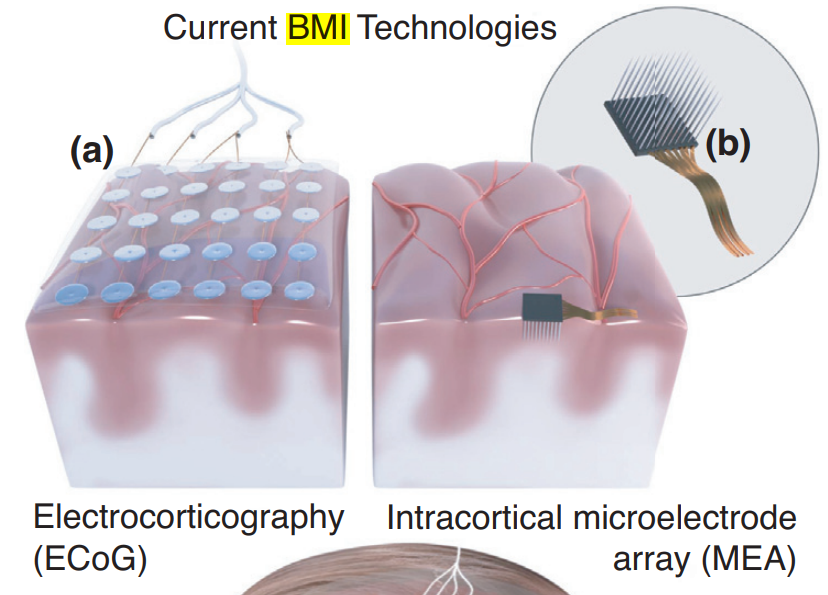 Current BMI Technologies
(a)
(b)
Electrocorticography
(ECoG)
Intracortical microelectrode
array (MEA)